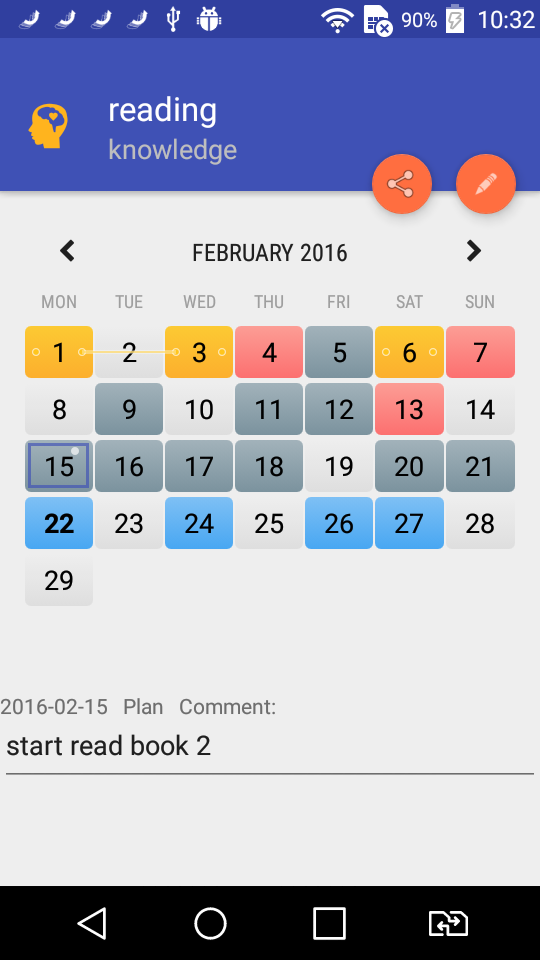 90% 10:32
reading
knowledge
FEBRUARY 2016
MON TUE WED THU FRI SAT SUN
1 2 3 4 5 6 7
8 9 10 11 12 13 14
15 16 17 18 19 20 21
22 23 24 25 26 27 28
29
2016-02-15 Plan Comment:
start read book 2